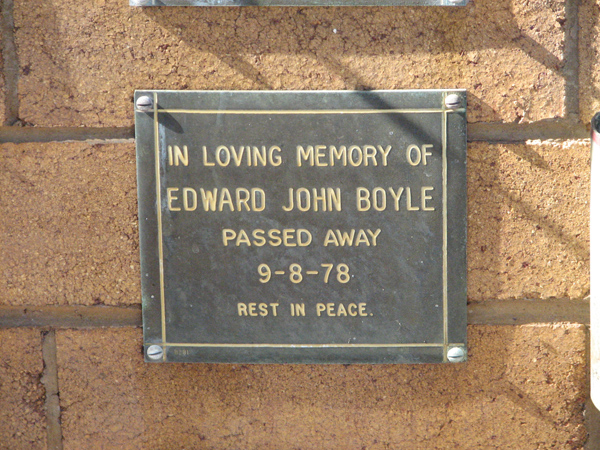 IN LOVING MEMORY OF
EDWARD JOHN BOYLE
PASSED AWAY
9-8-78
REST IN PEACE.